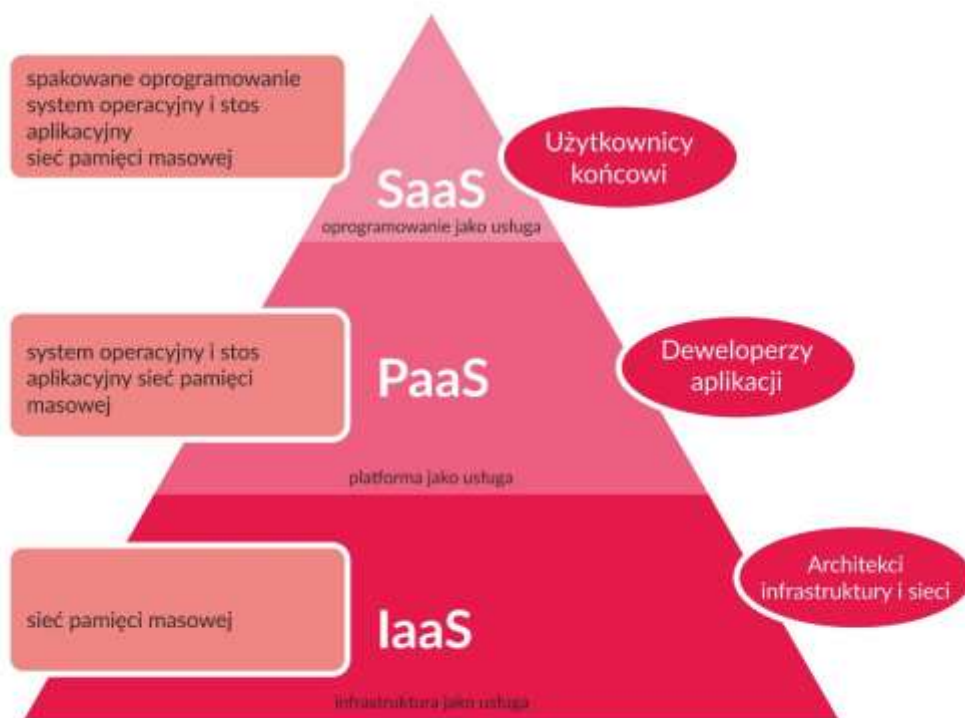 spakowane oprogramowanie
system operacyjny i stos
aplikacyjny
sieć pamięci masowej
SaaS
oprogramowanie jako usługa
Użytkownicy
końcowi
system operacyjny i stos
aplikacyjny sieć pamięci
masowej
PaaS
platforma jako usługa
Deweloperzy
aplikacji
sieć pamięci masowej
IaaS
infrastruktura jako usługa
Architekci
infrastruktury i sieci